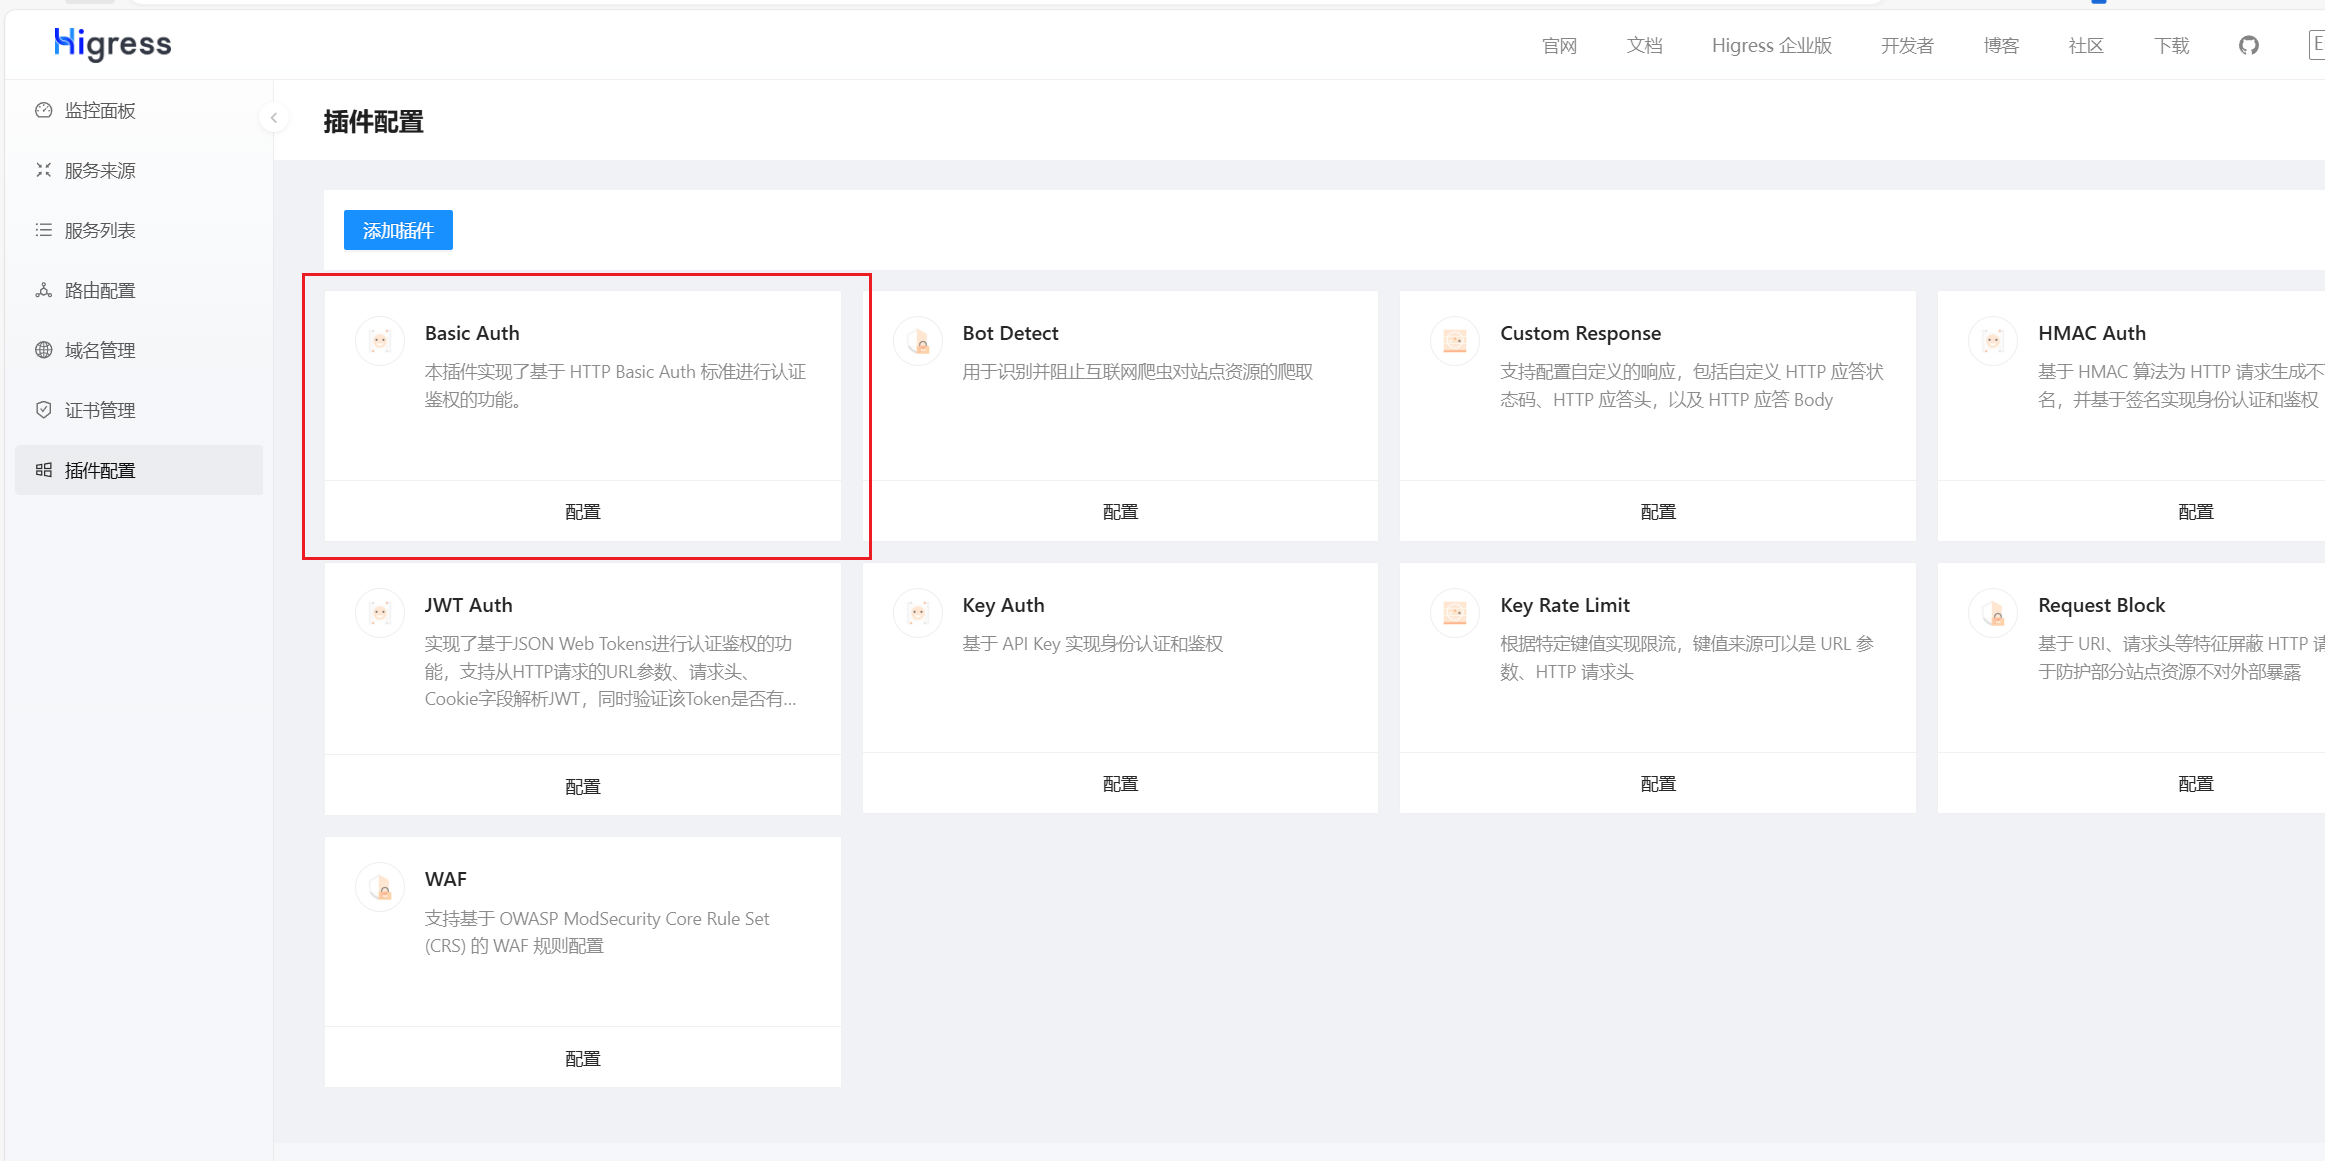 Higress
官网
文档
Higress 企业版
开发者
博客
社区
下载
监控面板
服务来源
服务列表
路由配置
域名管理
证书管理
插件配置
插件配置
添加插件
Basic Auth
本插件实现了基于 HTTP Basic Auth 标准进行认证
鉴权的功能。
配置
Bot Detect
用于识别并阻止互联网爬虫对站点资源的爬取
配置
Custom Response
支持配置自定义的响应，包括自定义 HTTP 应答状
态码、HTTP 应答头，以及 HTTP 应答 Body
配置
HMAC Auth
基于 HMAC 算法为 HTTP 请求生成不
名，并基于签名实现身份认证和鉴权
配置
JWT Auth
实现了基于JSON Web Tokens进行认证鉴权的功
能，支持从HTTP请求的URL参数、请求头、
Cookie字段解析JWT，同时验证该Token是否有...
配置
Key Auth
基于 API Key 实现身份认证和鉴权
配置
Key Rate Limit
根据特定键值实现限流，键值来源可以是 URL 参
数、HTTP 请求头
配置
Request Block
基于 URI、请求头等特征屏蔽 HTTP 请
于防护部分站点资源不对外部暴露
配置
WAF
支持基于 OWASP ModSecurity Core Rule Set
(CRS) 的 WAF 规则配置
配置